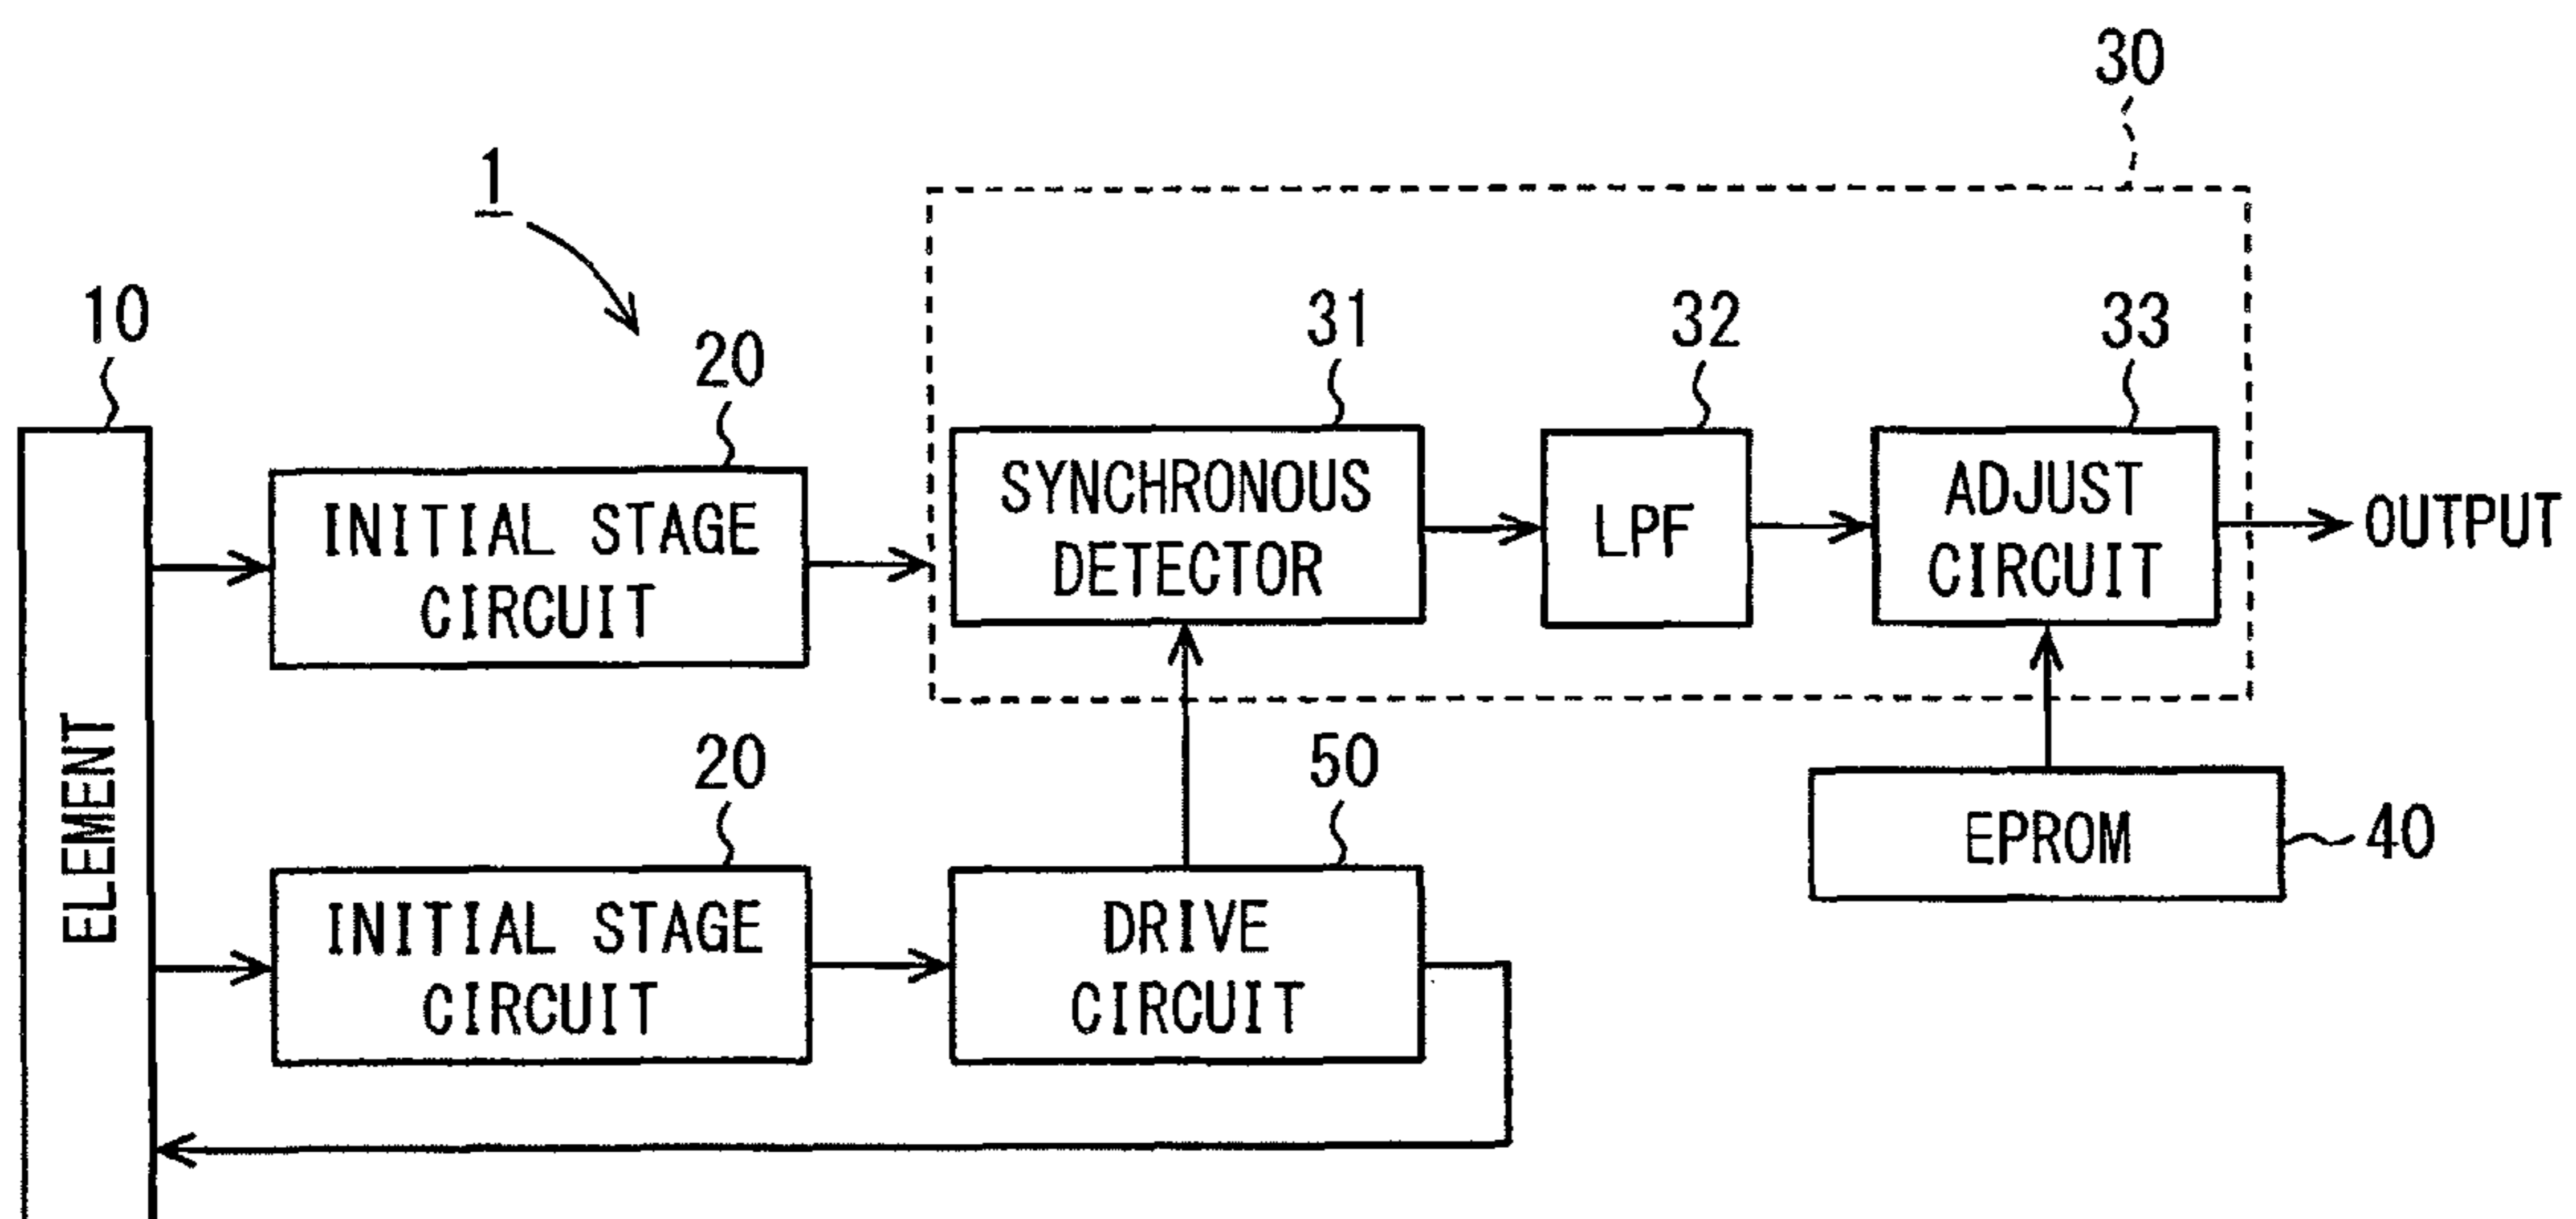 30
1
10
20
31
32
33
SYNCHRONOUS
DETECTOR
LPF
ADJUST
CIRCUIT
OUTPUT
INITIAL STAGE
CIRCUIT
ELEMENT
20
50
EPROM
40
INITIAL STAGE
CIRCUIT
DRIVE
CIRCUIT